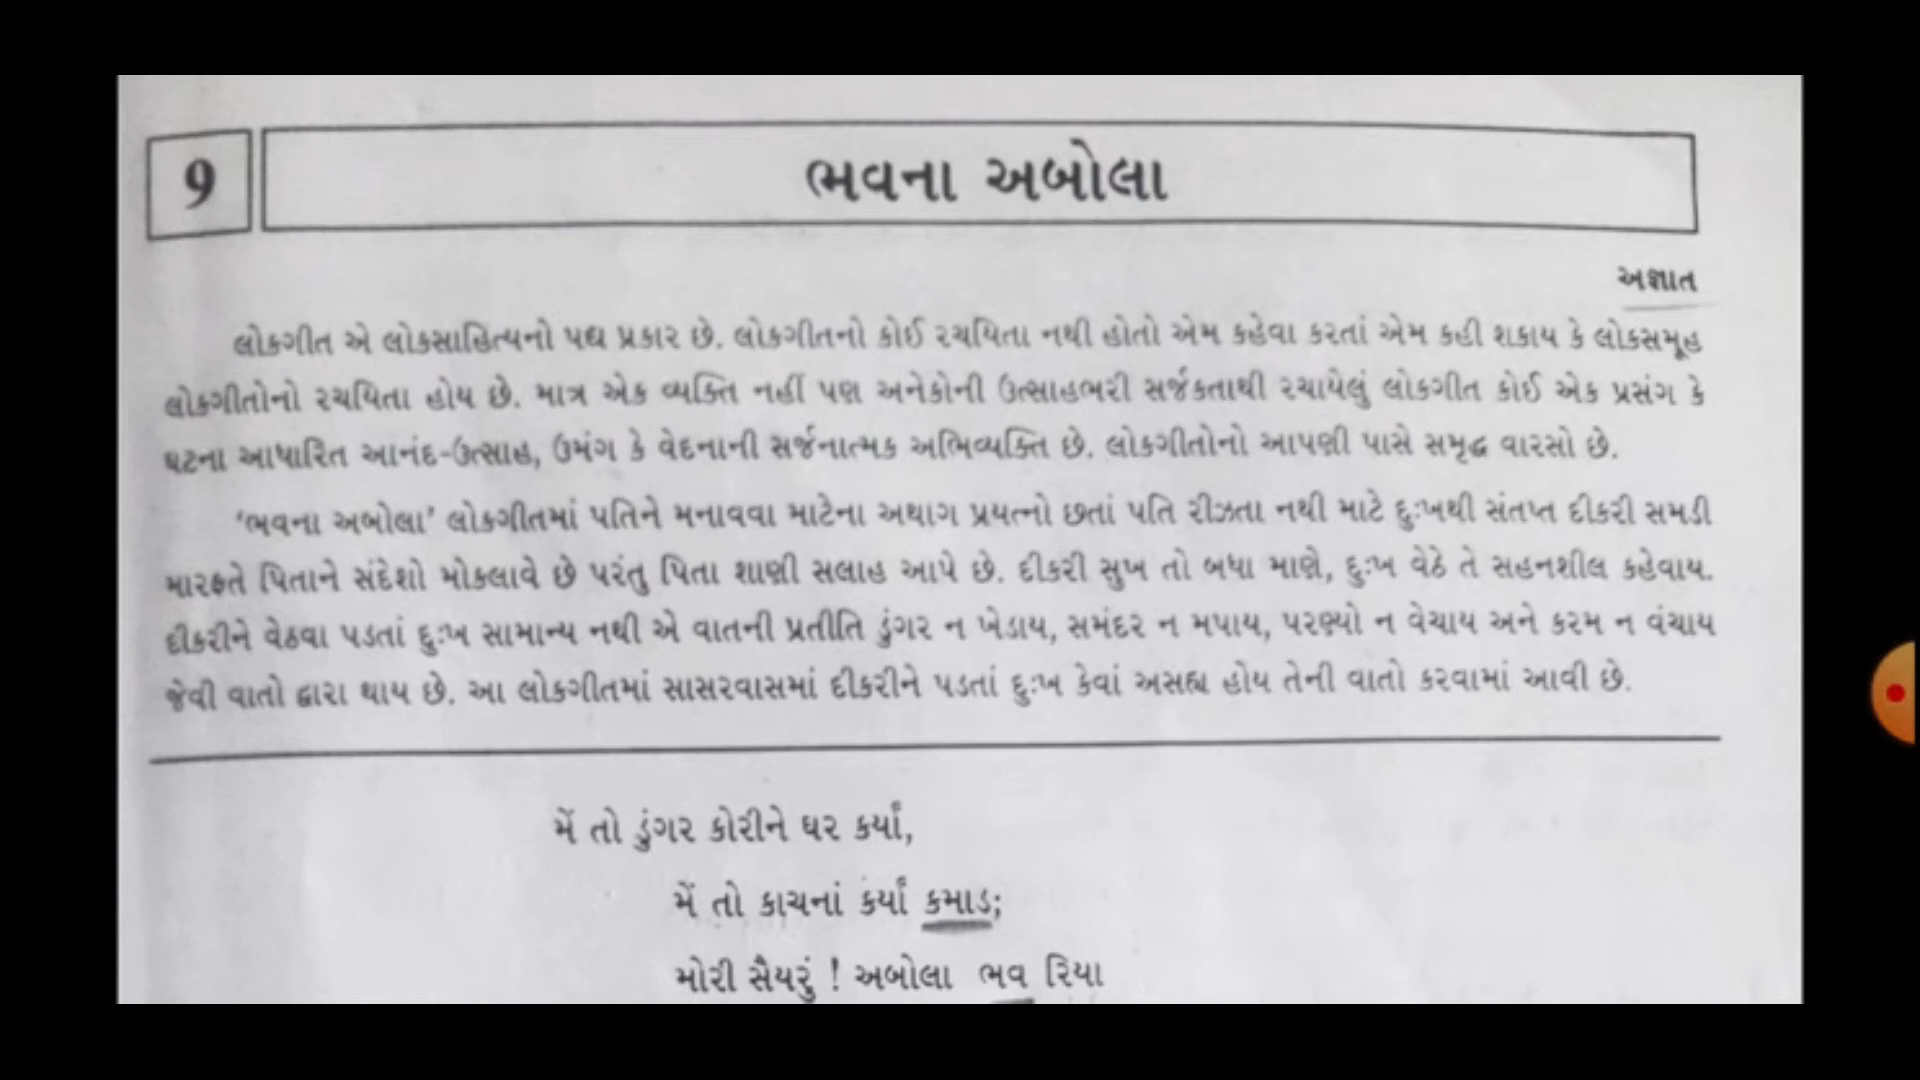 9
ભવના અબોલા
અજ્ઞાત
લોકગીત એ લોકસાહિત્યનો પદ્ય પ્રકાર છે. લોકગીતનો કોઈ રચયિતા નથી હોતો એમ કહેવા કરતાં એમ કહી શકાય કે લોકસમૂહ
લોકગીતોનો રચયિતા હોય છે. માત્ર એક વ્યક્તિ નહીં પણ અનેકોની ઉત્સાહભરી સર્જકતાથી રચાયેલું લોકગીત કોઈ એક પ્રસંગ કે
ઘટના આધારિત આનંદ-ઉત્સાહ, ઉમંગ કે વેદનાની સર્જનાત્મક અભિવ્યક્તિ છે. લોકગીતોનો આપણી પાસે સમૃદ્ધ વારસો છે.
‘ભવના અબોલા’ લોકગીતમાં પતિને મનાવવા માટેના અથાગ પ્રયત્નો છતાં પતિ રીઝતા નથી માટે દુઃખથી સંતપ્ત દીકરી સમડી
મારફતે પિતાને સંદેશો મોકલાવે છે પરંતુ પિતા શાણી સલાહ આપે છે. દીકરી સુખ તો બધા માણે, દુઃખ વેઠે તે સહનશીલ કહેવાય.
દીકરીને વેઠવા પડતાં દુઃખ સામાન્ય નથી એ વાતની પ્રતીતિ ડુંગર ન ખેડાય, સમંદર ન મપાય, પરણ્યો ન વેચાય અને કરમ ન વંચાય
જેવી વાતો દ્વારા થાય છે. આ લોકગીતમાં સાસરવાસમાં દીકરીને પડતાં દુઃખ કેવાં અસહ્ય હોય તેની વાતો કરવામાં આવી છે.
મેં તો ડુંગર કોરીને ઘર કર્યાં,
મેં તો કાચનાં કર્યાં કમાડ;
મોરી સૈયરું ! અબોલા ભવ રિયા